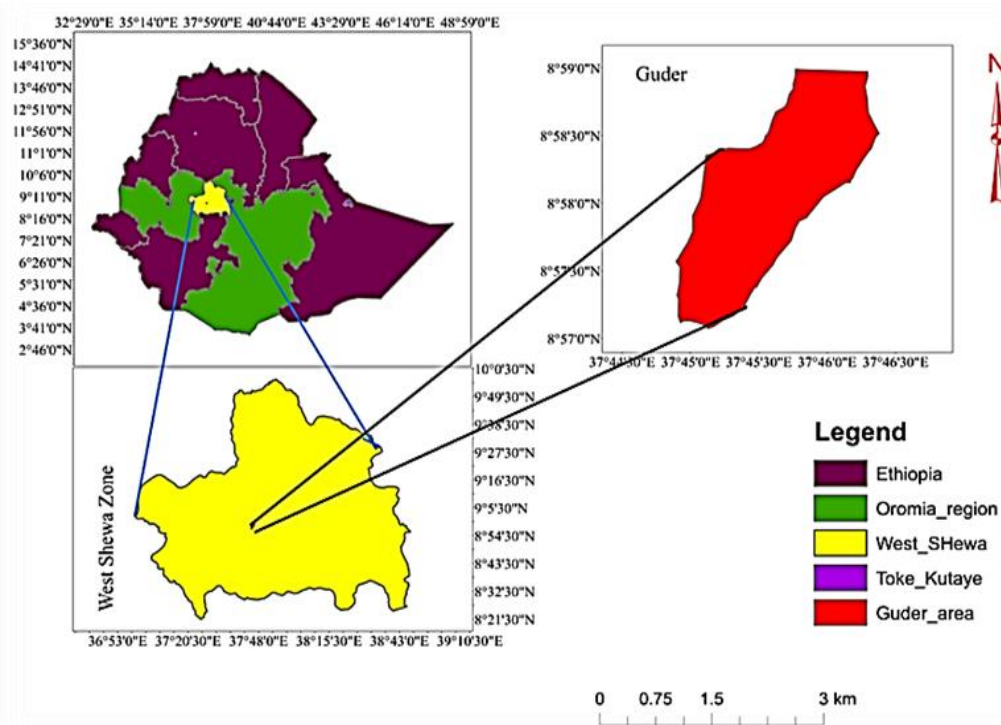 32°29'0"E 35°14'0"E 37°59'0"E 40°44'0"E 43°29'0"E 46°14'0"E 48°59'0"E
15°36'0"N
14°41'0"N
13°46'0"N
12°51'0"N
11°56'0"N
11°1'0"N
10°6'0"N
9°11'0"N
8°16'0"N
7°21'0"N
6°26'0"N
5°31'0"N
4°36'0"N
3°41'0"N
2°46'0"N
Guder
N
8°59'0"N
8°58'30"N
8°58'0"N
8°57'30"N
8°57'0"N
37°44'30"E 37°45'0"E 37°45'30"E 37°46'0"E 37°46'30"E
West Shewa Zone
10°0'30"N
9°49'30"N
9°38'30"N
9°27'30"N
9°16'30"N
9°5'30"N
8°54'30"N
8°43'30"N
8°32'30"N
8°21'30"N
36°53'0"E 37°20'30"E 37°48'0"E 38°15'30"E 38°43'0"E 39°10'30"E
Legend
Ethiopia
Oromia_region
West_SHewa
Toke_Kutaye
Guder_area
0 0.75 1.5 3 km